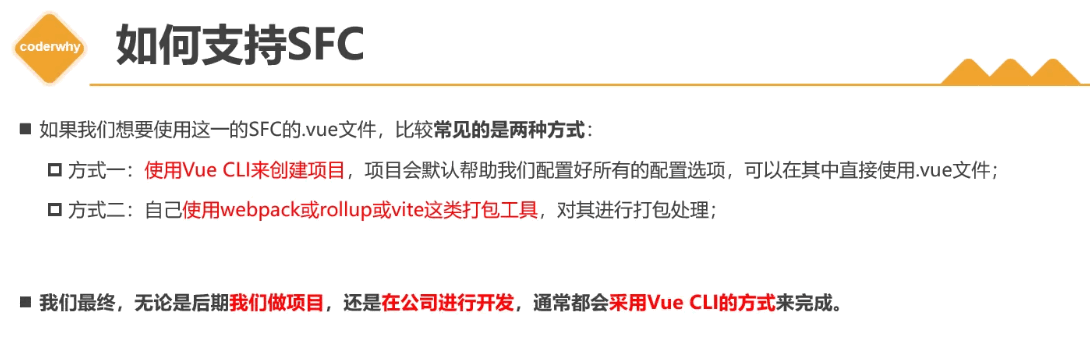 coderwhy
如何支持SFC
如果我们想要使用这一的SFC的.vue文件，比较常见的是两种方式：
方式一：使用Vue CLI来创建项目，项目会默认帮助我们配置好所有的配置选项，可以在其中直接使用.vue文件；
方式二：自己使用webpack或rollup或vite这类打包工具，对其进行打包处理；
我们最终，无论是后期我们做项目，还是在公司进行开发，通常都会采用Vue CLI的方式来完成。